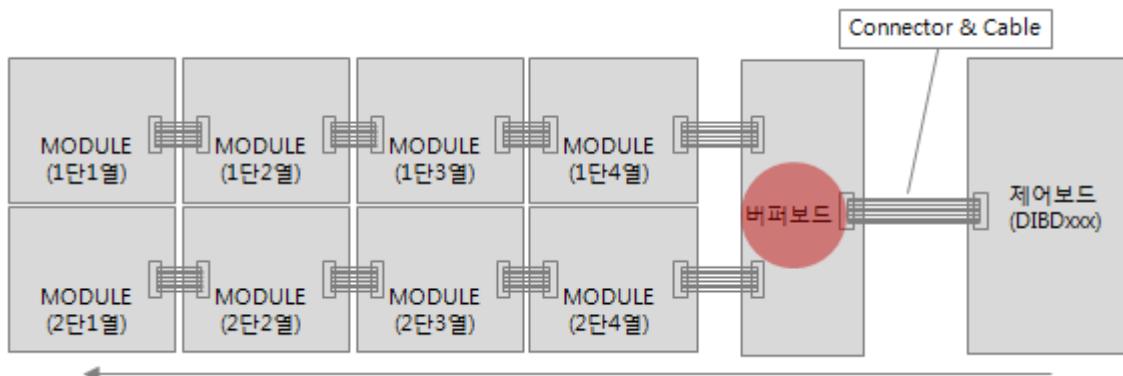 Connector & Cable
MODULE
(1단1열)
MODULE
(1단2열)
MODULE
(1단3열)
MODULE
(1단4열)
버퍼보드
제어보드
(DIBDxxx)
MODULE
(2단1열)
MODULE
(2단2열)
MODULE
(2단3열)
MODULE
(2단4열)